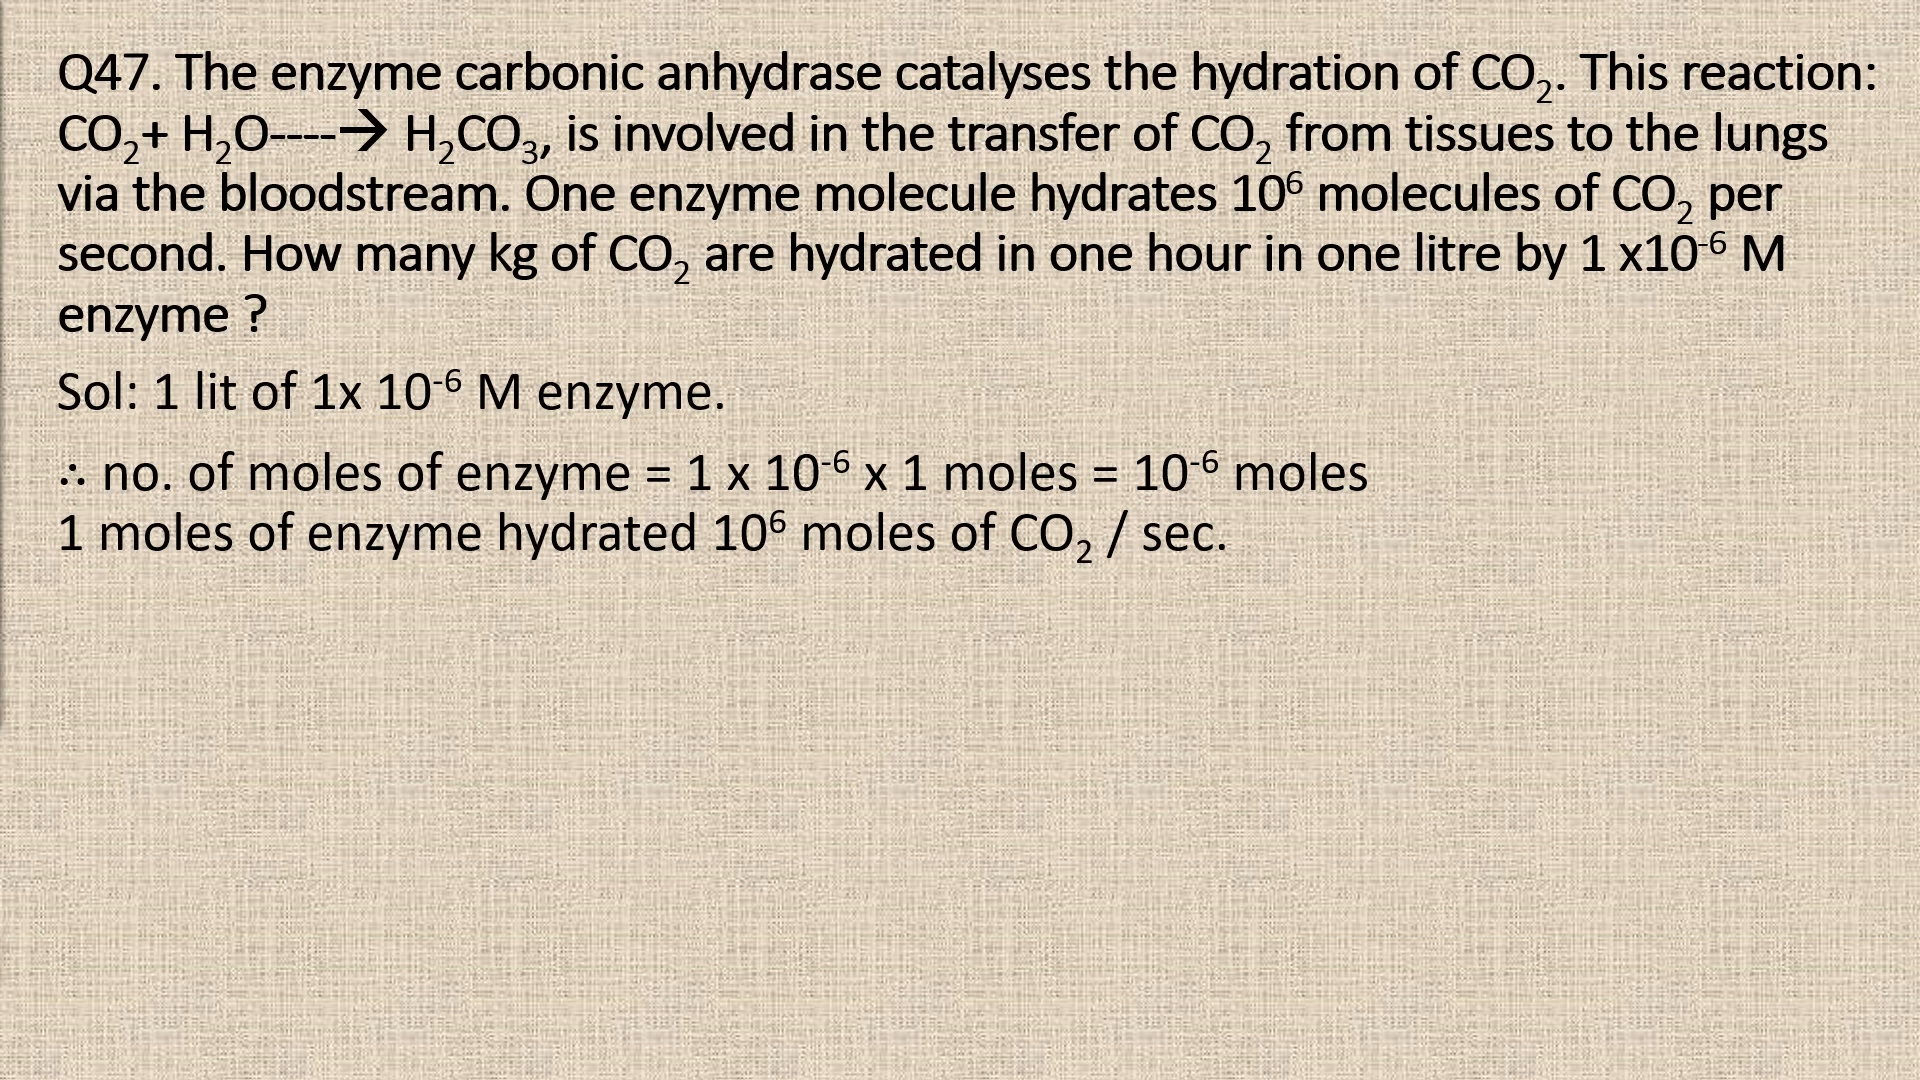 Q47. The enzyme carbonic anhydrase catalyses the hydration of CO₂. This reaction:
CO₂+ H₂O----→ H₂CO₃, is involved in the transfer of CO₂ from tissues to the lungs
via the bloodstream. One enzyme molecule hydrates 10⁶ molecules of CO₂ per
second. How many kg of CO₂ are hydrated in one hour in one litre by 1 x10⁻⁶ M
enzyme ?
Sol: 1 lit of 1x 10⁻⁶ M enzyme.
∴ no. of moles of enzyme = 1 x 10⁻⁶ x 1 moles = 10⁻⁶ moles
1 moles of enzyme hydrated 10⁶ moles of CO₂ / sec.